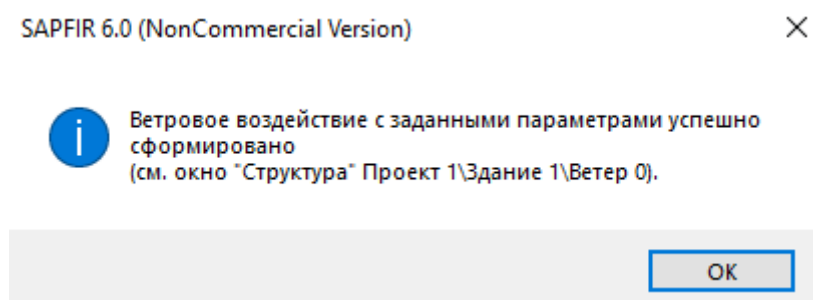 SAPFIR 6.0 (NonCommercial Version)
Ветровое воздействие с заданными параметрами успешно
сформировано
(см. окно "Структура" Проект 1\Здание 1\Ветер 0).
OK